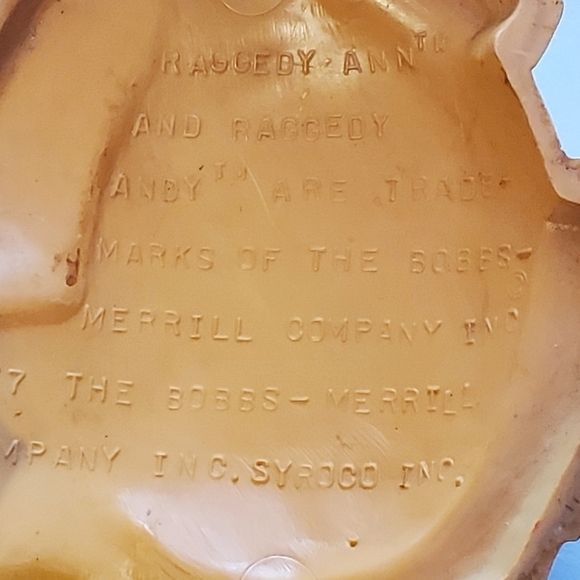 RAGGEDY ANN™
AND RAGGEDY
ANDY™ ARE TRADE-
MARKS OF THE BOBBS-
MERRILL COMPANY INC
7 THE BOBBS-MERRILL
MPANY INC. SYROCO INC.